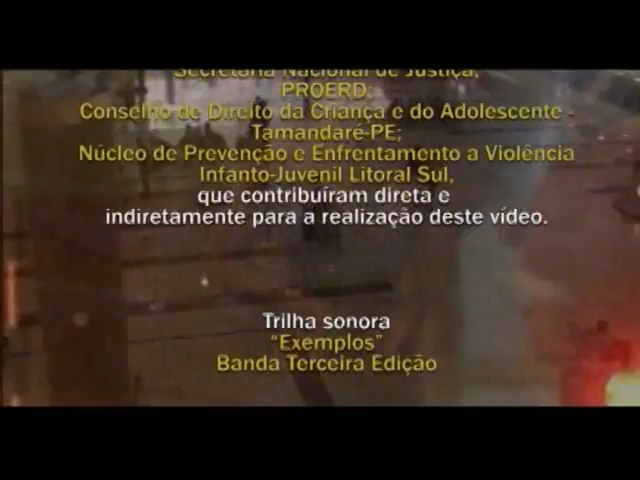 Secretaria Nacional de Justiça,
PROERD;
Conselho de Direito da Criança e do Adolescente -
Tamandaré-PE;
Núcleo de Prevenção e Enfrentamento a Violência
Infanto-Juvenil Litoral Sul,
que contribuíram direta e
indiretamente para a realização deste vídeo.
Trilha sonora
“Exemplos”
Banda Terceira Edição